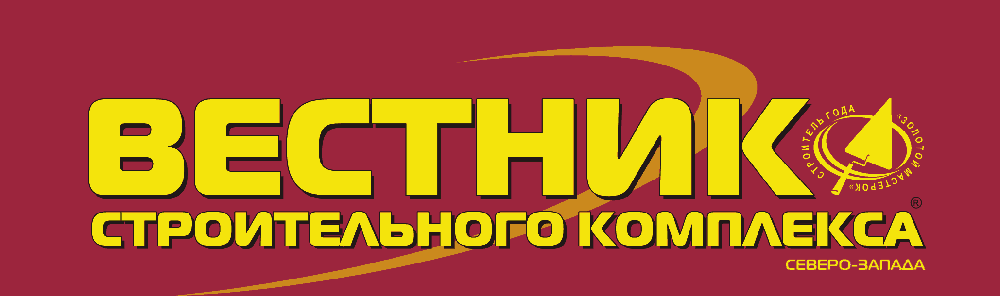 ВЕСТНИК
СТРОИТЕЛЬ ГОДА «ЗОЛОТОЙ МАСТЕРОК»
®
СТРОИТЕЛЬНОГО КОМПЛЕКСА
СЕВЕРО-ЗАПАДА